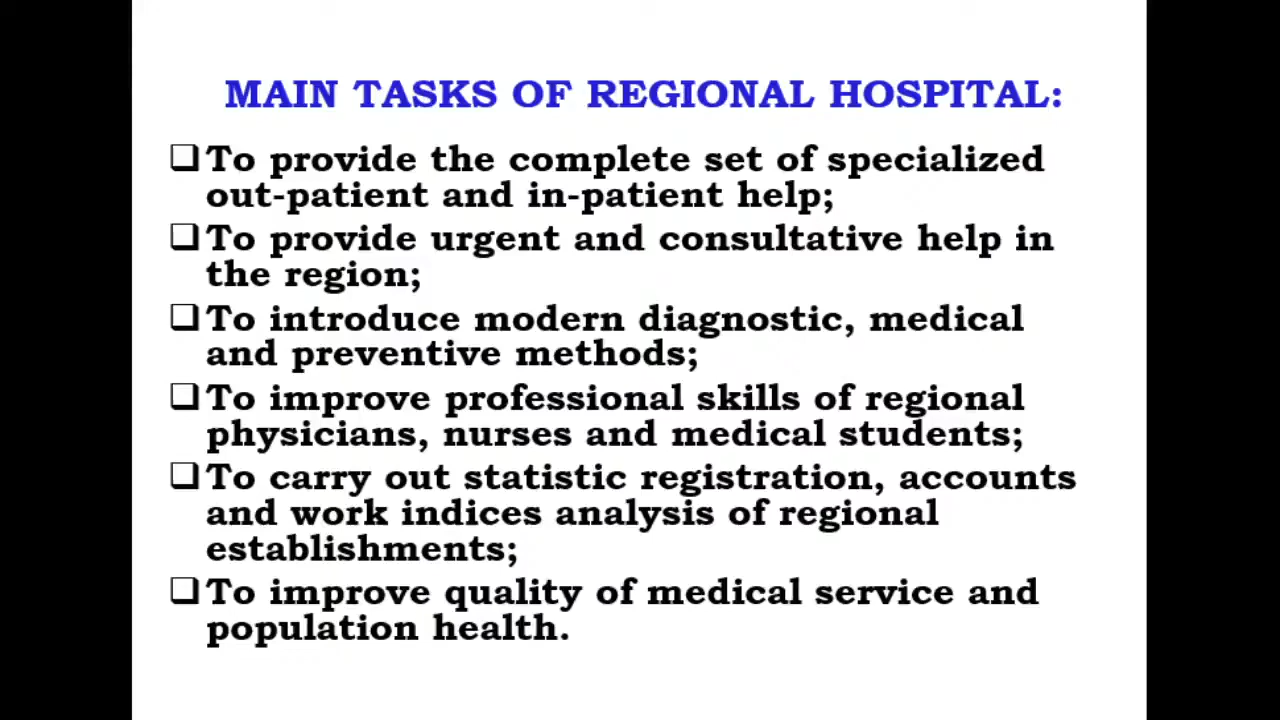 MAIN TASKS OF REGIONAL HOSPITAL:
❑To provide the complete set of specialized
out-patient and in-patient help;
❑To provide urgent and consultative help in
the region;
❑To introduce modern diagnostic, medical
and preventive methods;
❑To improve professional skills of regional
physicians, nurses and medical students;
❑To carry out statistic registration, accounts
and work indices analysis of regional
establishments;
❑To improve quality of medical service and
population health.